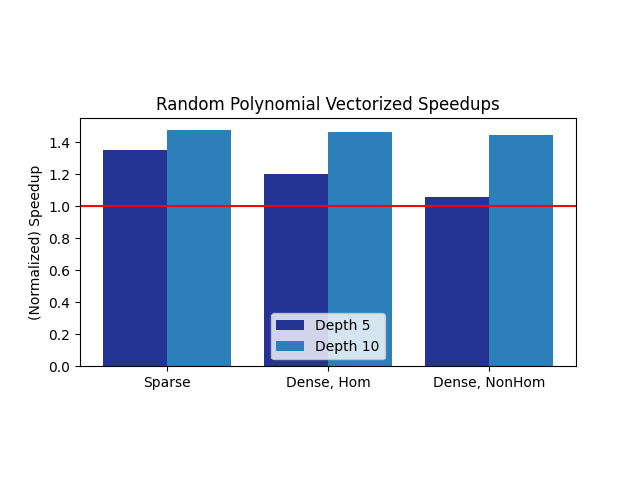 Random Polynomial Vectorized Speedups
(Normalized) Speedup
1.4
1.2
1.0
0.8
0.6
0.4
0.2
0.0
Depth 5
Depth 10
Sparse
Dense, Hom
Dense, NonHom